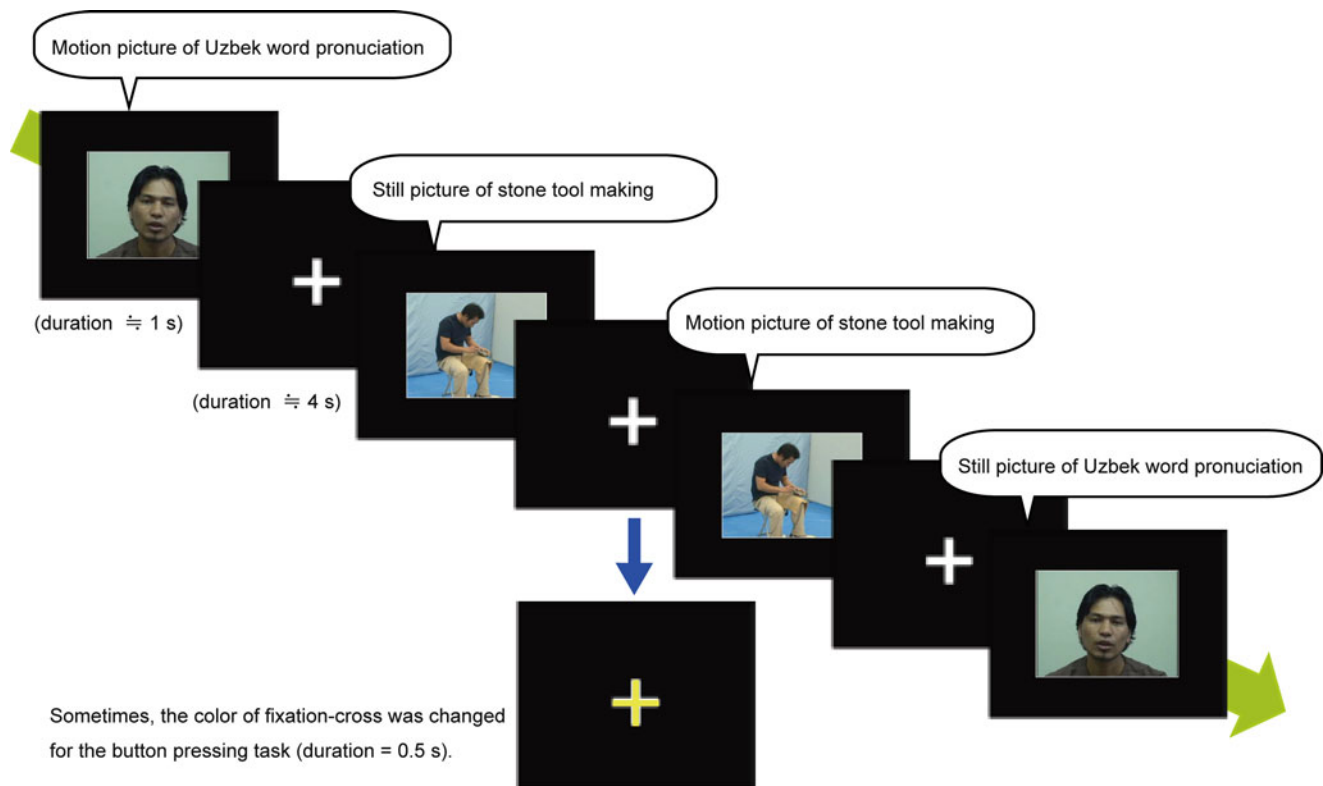 Motion picture of Uzbek word pronuciation
Still picture of stone tool making
(duration ≒ 1 s)
Motion picture of stone tool making
(duration ≒ 4 s)
Still picture of Uzbek word pronuciation
Sometimes, the color of fixation-cross was changed
for the button pressing task (duration = 0.5 s).